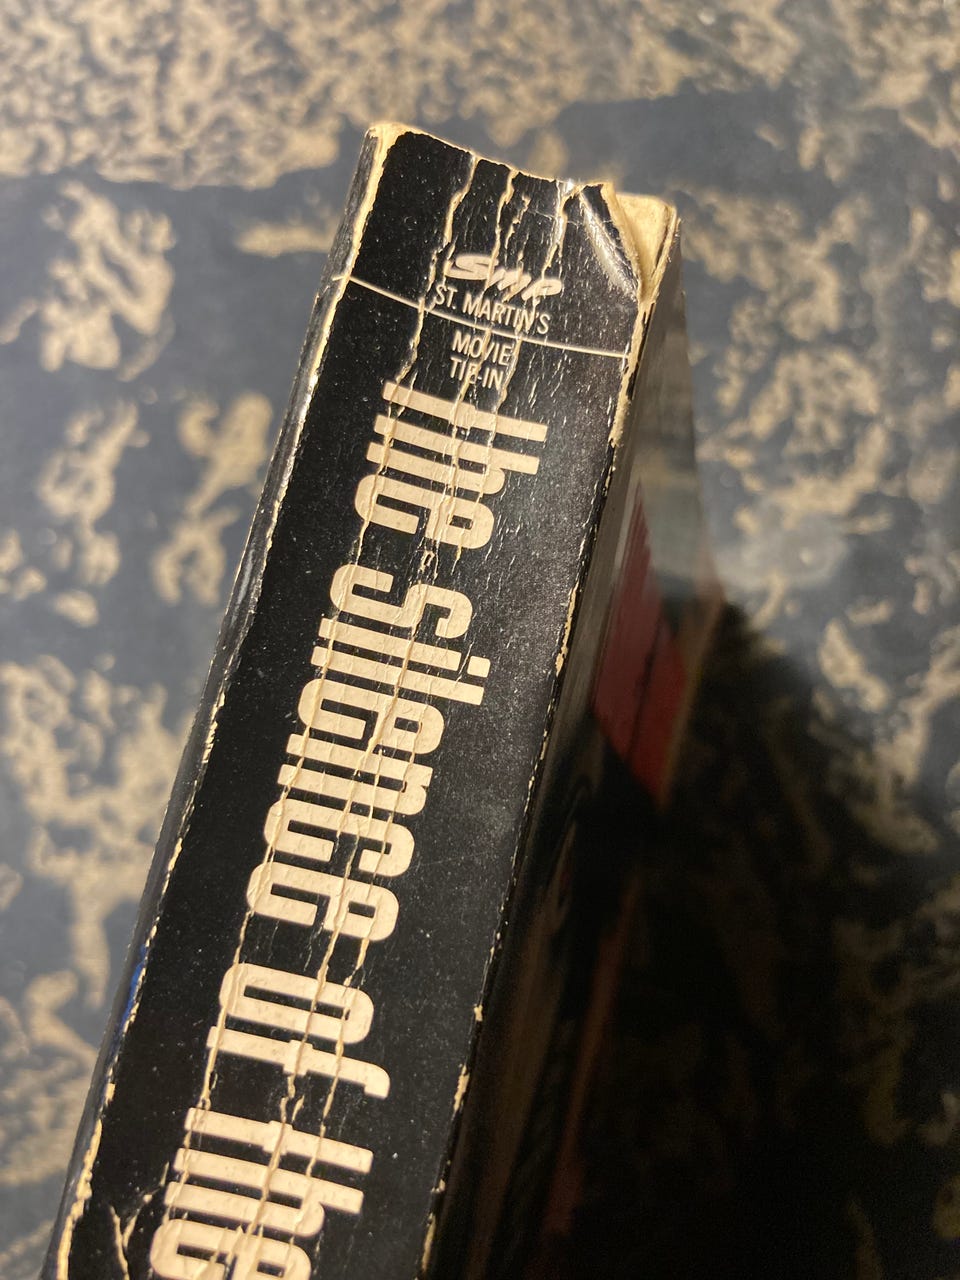 SMP
ST. MARTIN'S
MOVIE
TIE-IN
the silence of the